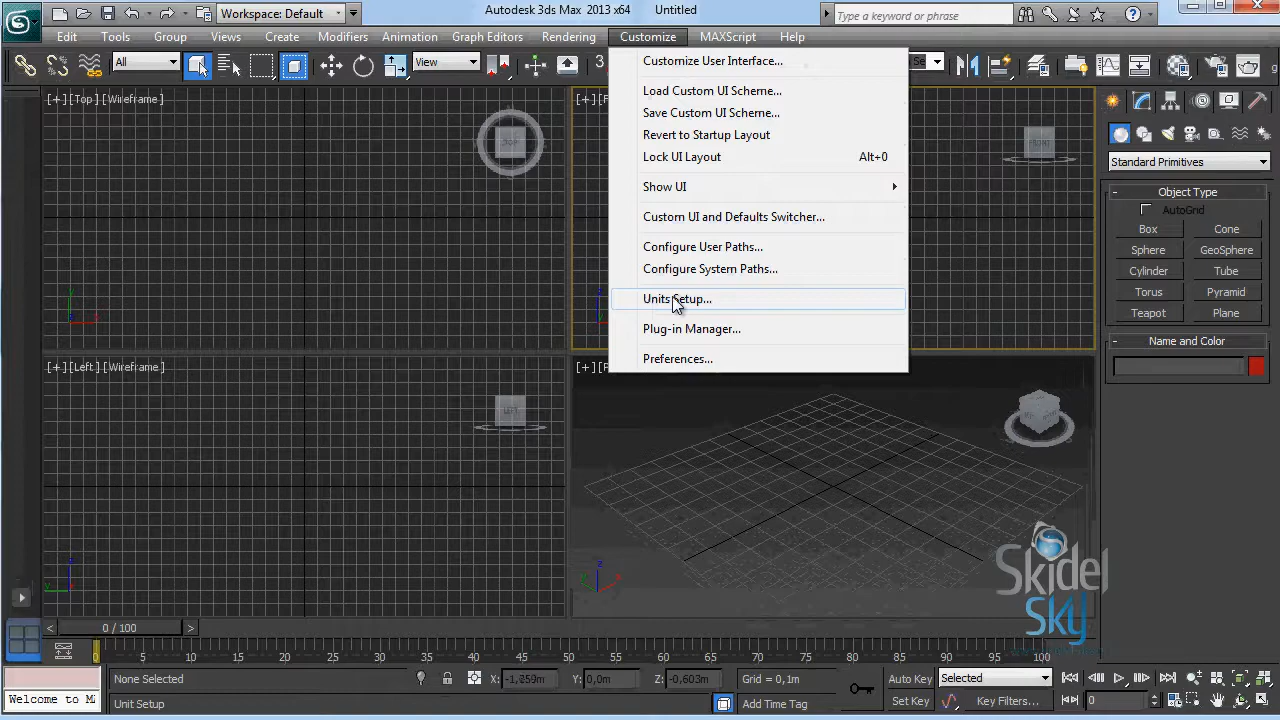 Workspace: Default
Autodesk 3ds Max 2013 x64
Untitled
Type a keyword or phrase
Edit
Tools
Group
Views
Create
Modifiers
Animation
Graph Editors
Rendering
Customize
MAXScript
Help
All
View
3
Se
Customize User Interface...
Load Custom UI Scheme...
Save Custom UI Scheme...
Revert to Startup Layout
Lock UI Layout Alt+0
Show UI
Custom UI and Defaults Switcher...
Configure User Paths...
Configure System Paths...
Units Setup...
Plug-in Manager...
Preferences...
[+] [Top] [Wireframe]
TOP
FRONT
[+] [Left] [Wireframe]
LEFT
Standard Primitives
Object Type
AutoGrid
Box Cone
Sphere GeoSphere
Cylinder Tube
Torus Pyramid
Teapot Plane
Name and Color
Skidel
Sky
0 / 100
0 5 10 15 20 25 30 35 40 45 50 55 60 65 70 75 80 85 90 95 100
None Selected
X: -1,259m
Y: 0,0m
Z: -0,603m
Grid = 0,1m
Auto Key
Selected
Welcome to M
Unit Setup
Add Time Tag
Set Key
Key Filters...
0